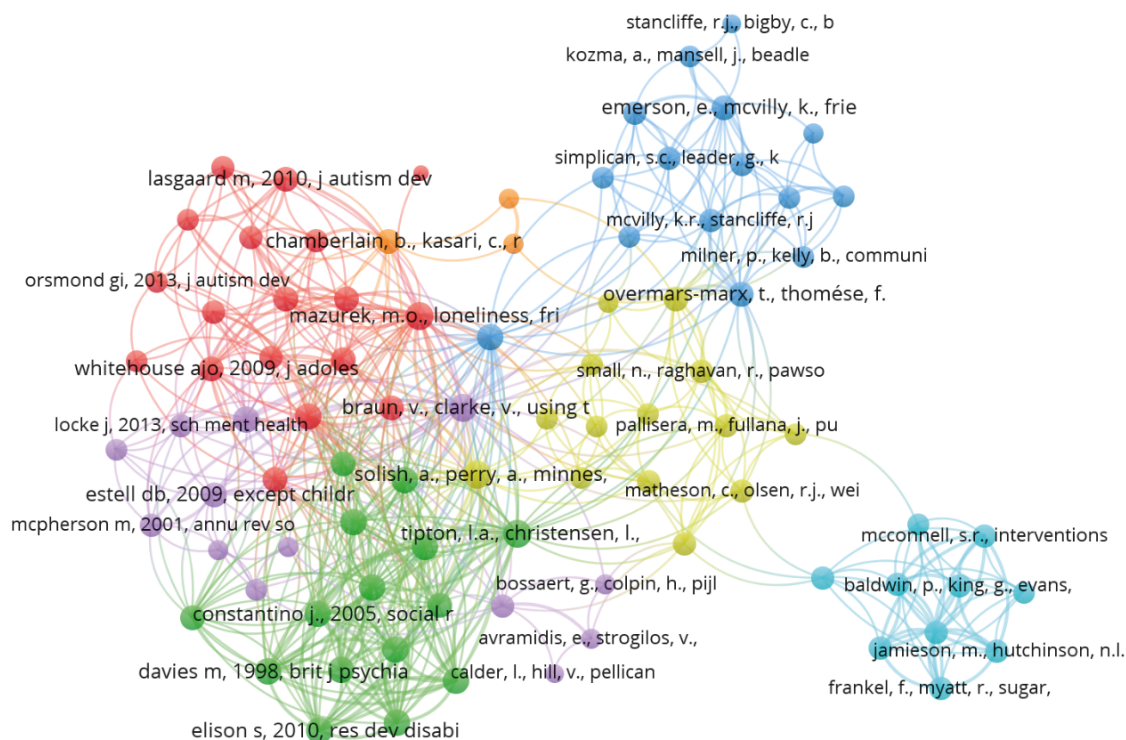 stancliffe, r.j., bigby, c., b
kozma, a., mansell, j., beadle
emerson, e., mcvilly, k., frie
simplican, s.c., leader, g., k
lasgaard m, 2010, j autism dev
mcvilly, k.r., stancliffe, r.j
chamberlain, b., kasari, c., r
milner, p., kelly, b., communi
orsmond gi, 2013, j autism dev
overmars-marx, t., thomése, f.
mazurek, m.o., loneliness, fri
whitehouse ajo, 2009, j adoles
small, n., raghavan, r., pawso
braun, v., clarke, v., using t
locke j, 2013, sch ment health
pallisera, m., fullana, j., pu
solish, a., perry, a., minnes,
estell db, 2009, except childr
matheson, c., olsen, r.j., wei
mcpherson m, 2001, annu rev so
tipton, l.a., christensen, l.,
mcconnell, s.r., interventions
bossaert, g., colpin, h., pijl
baldwin, p., king, g., evans,
constantino j., 2005, social r
avramidis, e., strogilos, v.,
jamieson, m., hutchinson, n.l.
davies m, 1998, brit j psychia
calder, l., hill, v., pellican
frankel, f., myatt, r., sugar,
elison s, 2010, res dev disabi